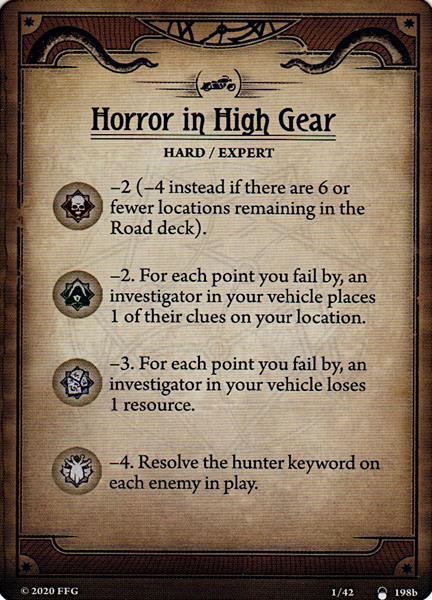 Horror in High Gear
HARD / EXPERT
–2 (–4 instead if there are 6 or
fewer locations remaining in the
Road deck).
–2. For each point you fail by, an
investigator in your vehicle places
1 of their clues on your location.
–3. For each point you fail by, an
investigator in your vehicle loses
1 resource.
–4. Resolve the hunter keyword on
each enemy in play.
© 2020 FFG 1/42 198b